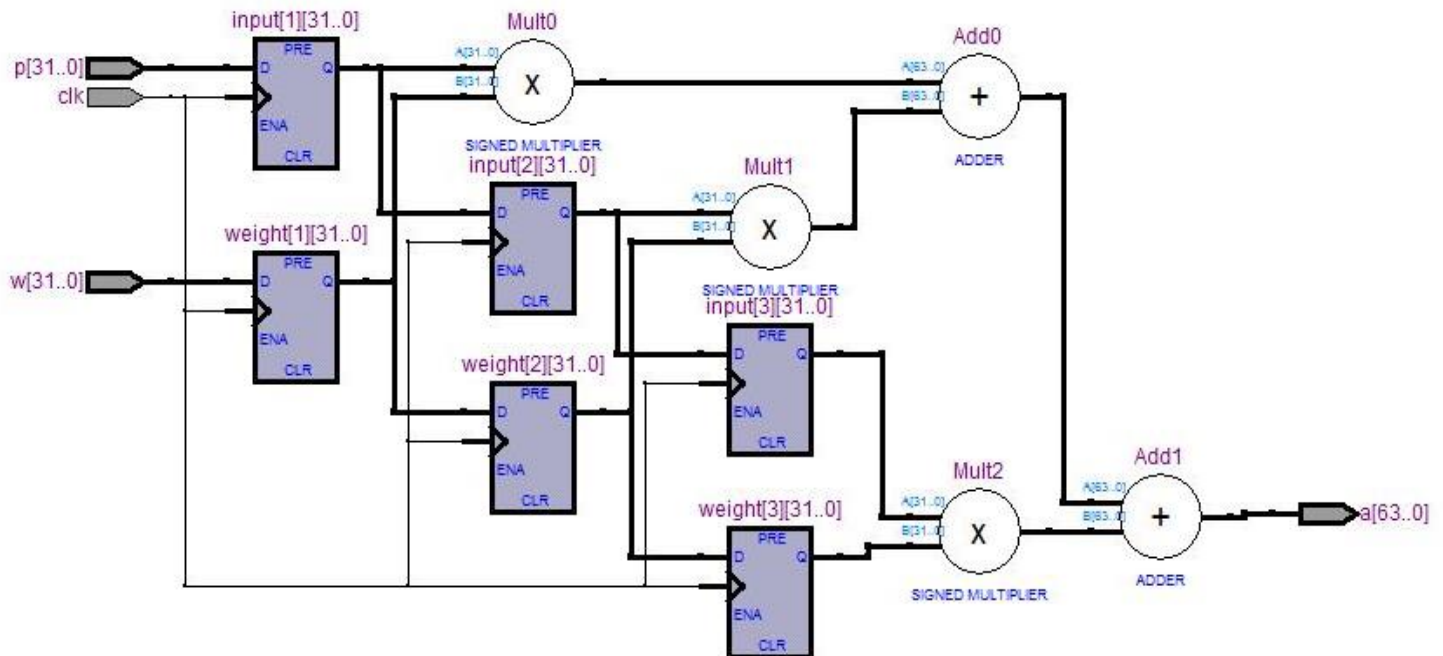 input[1][31..0]
Mult0
Add0
p[31..0]
clk
PRE
D
Q
ENA
CLR
A[31..0]
B[31..0]
X
SIGNED MULTIPLIER
A[63..0]
B[63..0]
+
ADDER
input[2][31..0]
PRE
D
Q
ENA
CLR
Mult1
A[31..0]
B[31..0]
X
SIGNED MULTIPLIER
weight[1][31..0]
w[31..0]
PRE
D
Q
ENA
CLR
input[3][31..0]
PRE
D
Q
ENA
CLR
weight[2][31..0]
PRE
D
Q
ENA
CLR
Mult2
A[31..0]
B[31..0]
X
SIGNED MULTIPLIER
Add1
A[63..0]
B[63..0]
+
ADDER
a[63..0]
weight[3][31..0]
PRE
D
Q
ENA
CLR